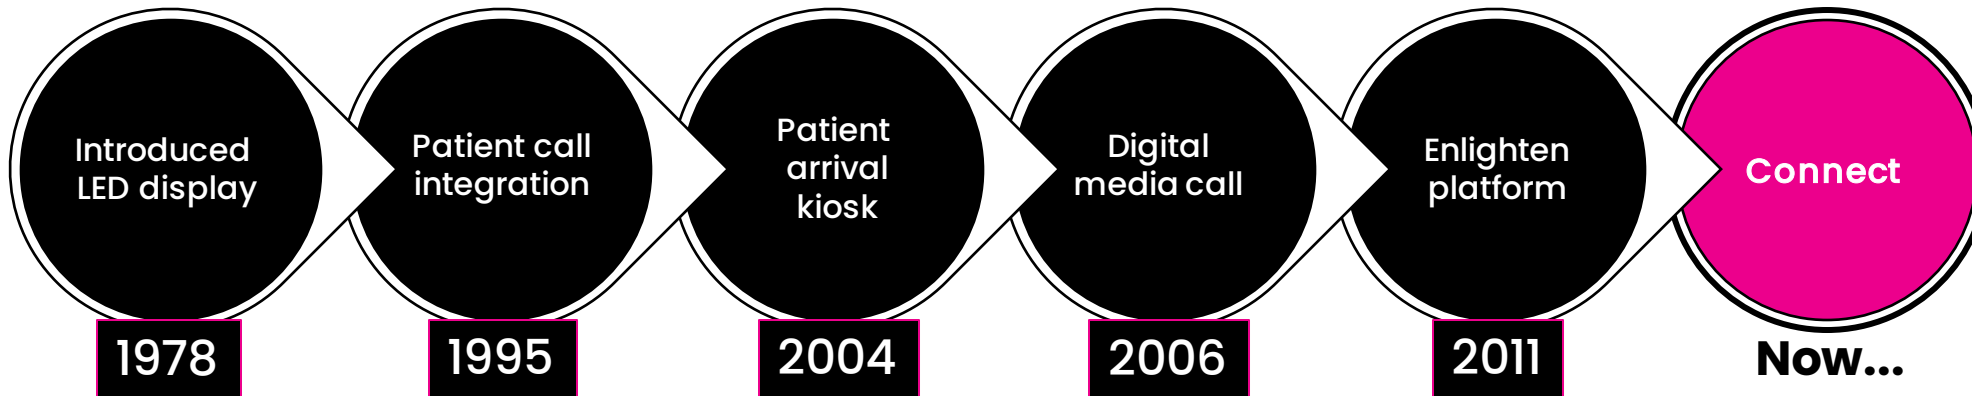 Introduced
LED display
1978
Patient call
integration
1995
Patient
arrival
kiosk
2004
Digital
media call
2006
Enlighten
platform
2011
Connect
Now...